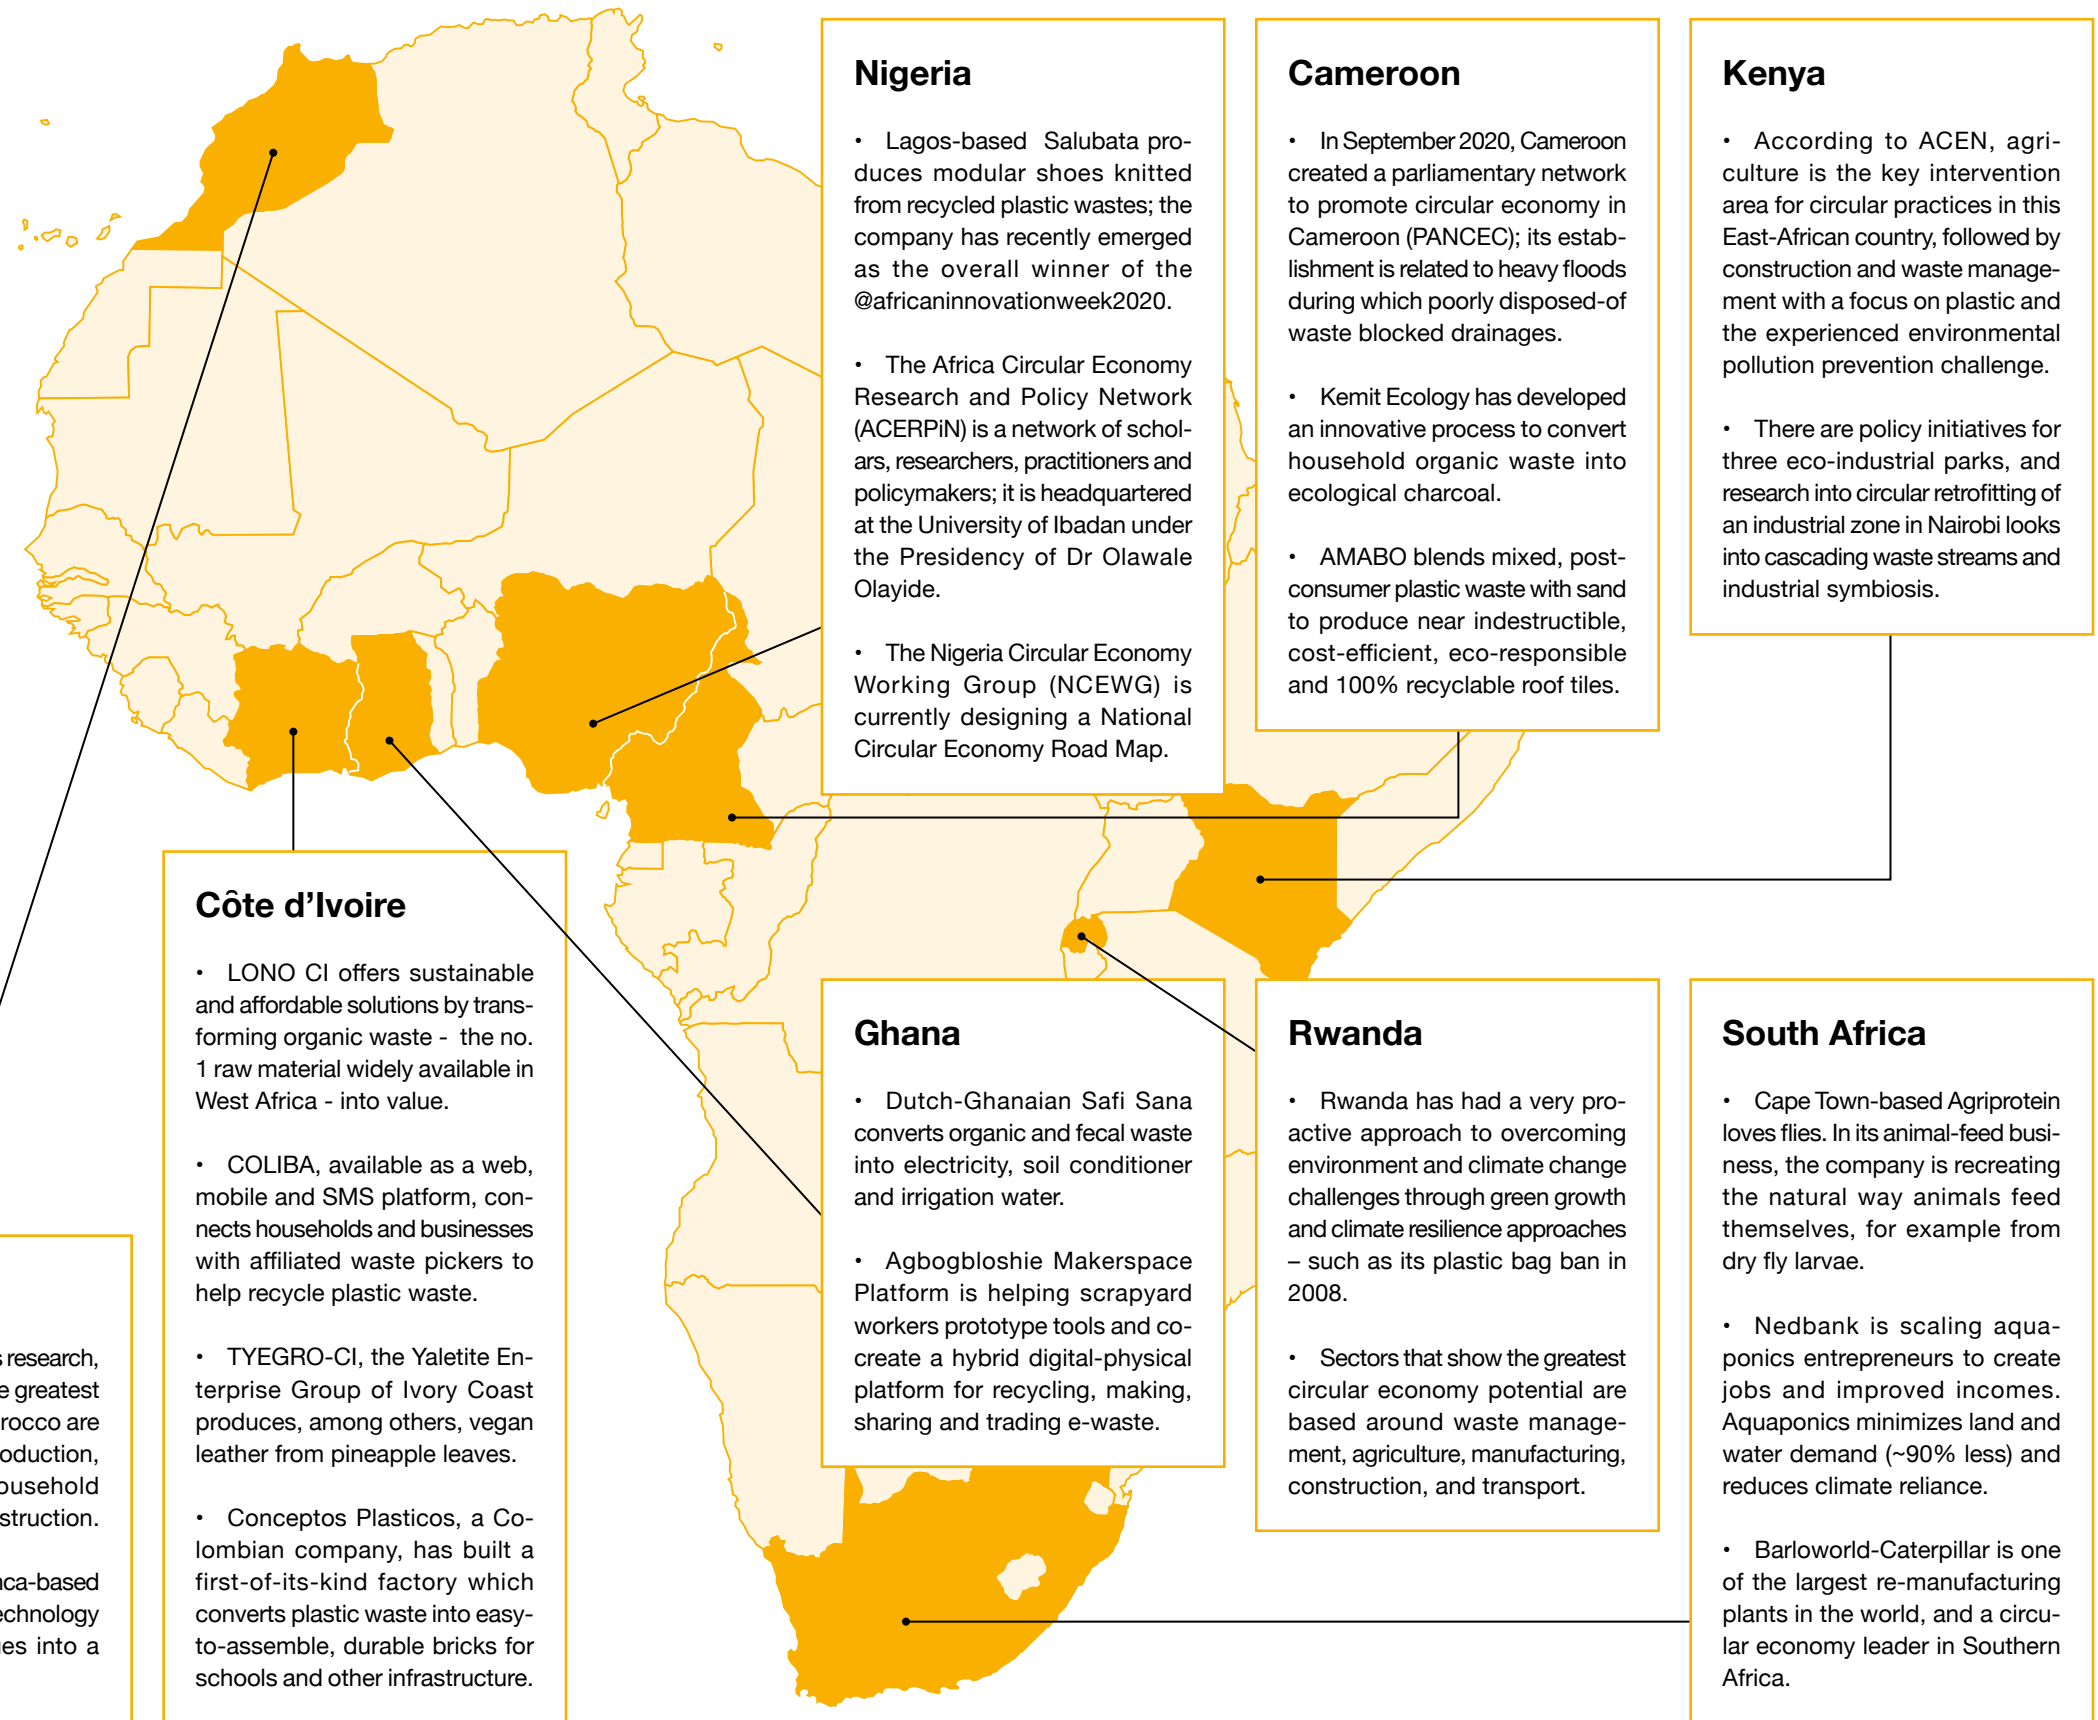 Nigeria
• Lagos-based Salubata pro-
duces modular shoes knitted
from recycled plastic wastes; the
company has recently emerged
as the overall winner of the
@africaninnovationweek2020.
• The Africa Circular Economy
Research and Policy Network
(ACERPiN) is a network of schol-
ars, researchers, practitioners and
policymakers; it is headquartered
at the University of Ibadan under
the Presidency of Dr Olawale
Olayide.
• The Nigeria Circular Economy
Working Group (NCEWG) is
currently designing a National
Circular Economy Road Map.
Cameroon
• In September 2020, Cameroon
created a parliamentary network
to promote circular economy in
Cameroon (PANCEC); its estab-
lishment is related to heavy floods
during which poorly disposed-of
waste blocked drainages.
• Kemit Ecology has developed
an innovative process to convert
household organic waste into
ecological charcoal.
• AMABO blends mixed, post-
consumer plastic waste with sand
to produce near indestructible,
cost-efficient, eco-responsible
and 100% recyclable roof tiles.
Kenya
• According to ACEN, agri-
culture is the key intervention
area for circular practices in this
East-African country, followed by
construction and waste manage-
ment with a focus on plastic and
the experienced environmental
pollution prevention challenge.
• There are policy initiatives for
three eco-industrial parks, and
research into circular retrofitting of
an industrial zone in Nairobi looks
into cascading waste streams and
industrial symbiosis.
research,
greatest
are
household
Côte d'Ivoire
• LONO CI offers sustainable
and affordable solutions by trans-
forming organic waste - the no.
1 raw material widely available in
West Africa - into value.
• COLIBA, available as a web,
mobile and SMS platform, con-
nects households and businesses
with affiliated waste pickers to
help recycle plastic waste.
• TYEGRO-CI, the Yaletite En-
terprise Group of Ivory Coast
produces, among others, vegan
leather from pineapple leaves.
• Conceptos Plasticos, a Co-
lombian company, has built a
first-of-its-kind factory which
converts plastic waste into easy-
to-assemble, durable bricks for
schools and other infrastructure.
Ghana
• Dutch-Ghanaian Safi Sana
converts organic and fecal waste
into electricity, soil conditioner
and irrigation water.
• Agbogbloshie Makerspace
Platform is helping scrapyard
workers prototype tools and co-
create a hybrid digital-physical
platform for recycling, making,
sharing and trading e-waste.
Rwanda
• Rwanda has had a very pro-
active approach to overcoming
environment and climate change
challenges through green growth
and climate resilience approaches
– such as its plastic bag ban in
2008.
• Sectors that show the greatest
circular economy potential are
based around waste manage-
ment, agriculture, manufacturing,
construction, and transport.
South Africa
• Cape Town-based Agriprotein
loves flies. In its animal-feed busi-
ness, the company is recreating
the natural way animals feed
themselves, for example from
dry fly larvae.
• Nedbank is scaling aqua-
ponics entrepreneurs to create
jobs and improved incomes.
Aquaponics minimizes land and
water demand (~90% less) and
reduces climate reliance.
• Barloworld-Caterpillar is one
of the largest re-manufacturing
plants in the world, and a circu-
lar economy leader in Southern
Africa.
into a